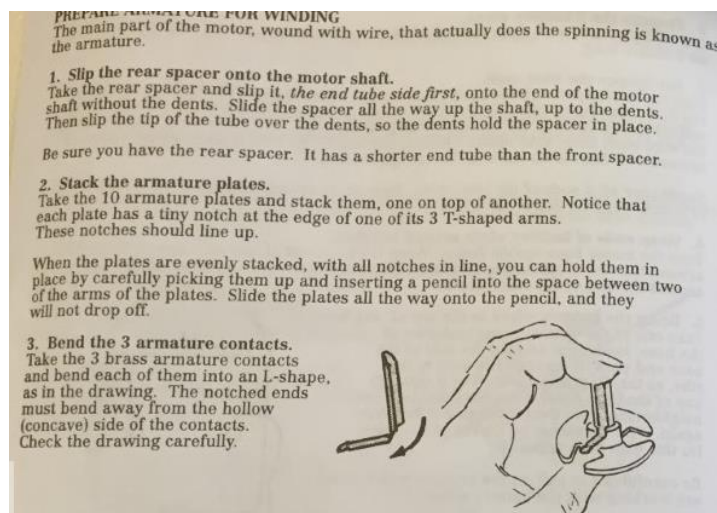 PREPARE ARMATURE FOR WINDING
The main part of the motor, wound with wire, that actually does the spinning is known as
the armature.
1. Slip the rear spacer onto the motor shaft.
Take the rear spacer and slip it, the end tube side first, onto the end of the motor
shaft without the dents. Slide the spacer all the way up the shaft, up to the dents.
Then slip the tip of the tube over the dents, so the dents hold the spacer in place.
Be sure you have the rear spacer. It has a shorter end tube than the front spacer.
2. Stack the armature plates.
Take the 10 armature plates and stack them, one on top of another. Notice that
each plate has a tiny notch at the edge of one of its 3 T-shaped arms.
These notches should line up.
When the plates are evenly stacked, with all notches in line, you can hold them in
place by carefully picking them up and inserting a pencil into the space between two
of the arms of the plates. Slide the plates all the way onto the pencil, and they
will not drop off.
3. Bend the 3 armature contacts.
Take the 3 brass armature contacts
and bend each of them into an L-shape,
as in the drawing. The notched ends
must bend away from the hollow
(concave) side of the contacts.
Check the drawing carefully.